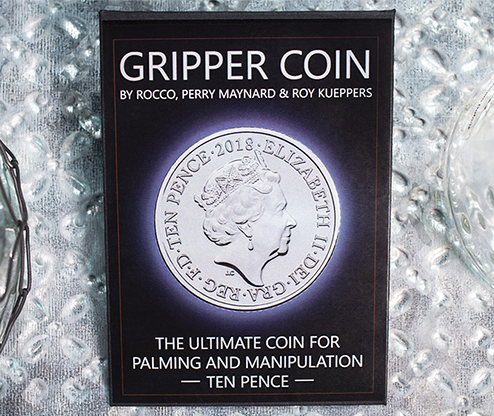 GRIPPER COIN
BY ROCCO, PERRY MAYNARD & ROY KUEPPERS
TEN PENCE·2018·ELIZABETH II·DEI·GRA·REG·F·D·
JC
THE ULTIMATE COIN FOR
PALMING AND MANIPULATION
— TEN PENCE —